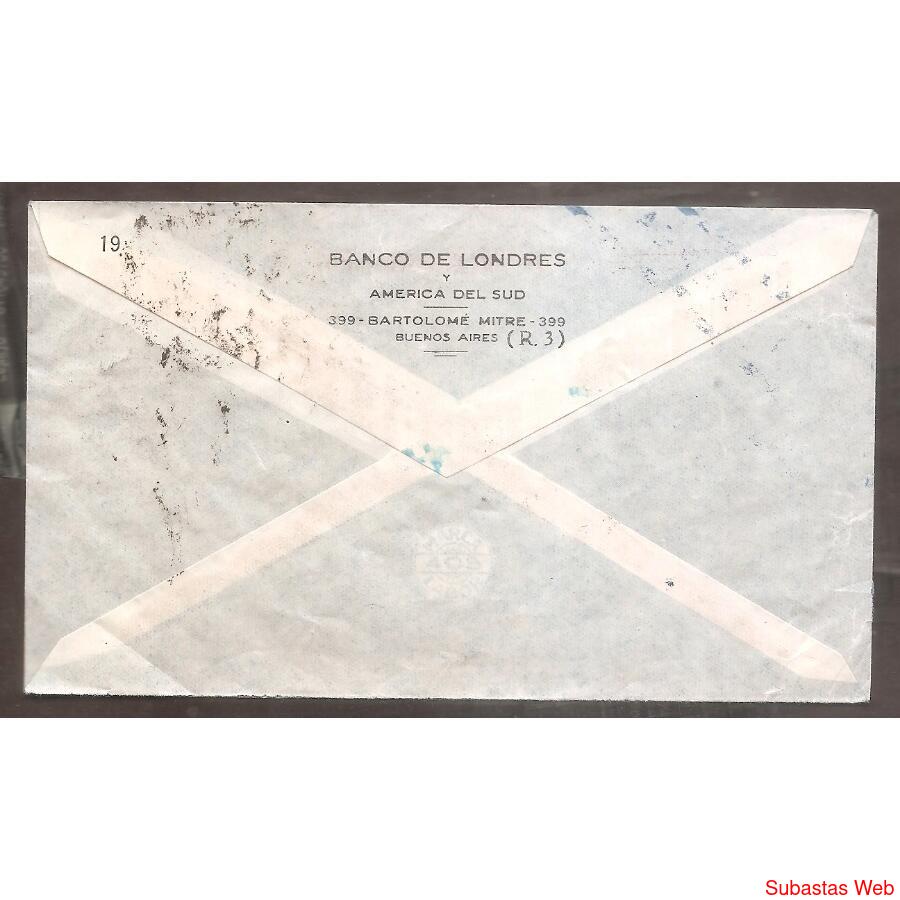 19
BANCO DE LONDRES
Y
AMERICA DEL SUD
399-BARTOLOMÉ MITRE-399
BUENOS AIRES (R.3)
Subastas Web